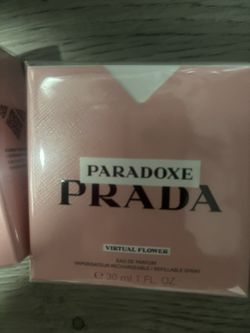 PARADOXE
PRADA
VIRTUAL FLOWER
EAU DE PARFUM
VAPORISATEUR RECHARGEABLE / REFILLABLE SPRAY
e 30 ml 1 FL. OZ